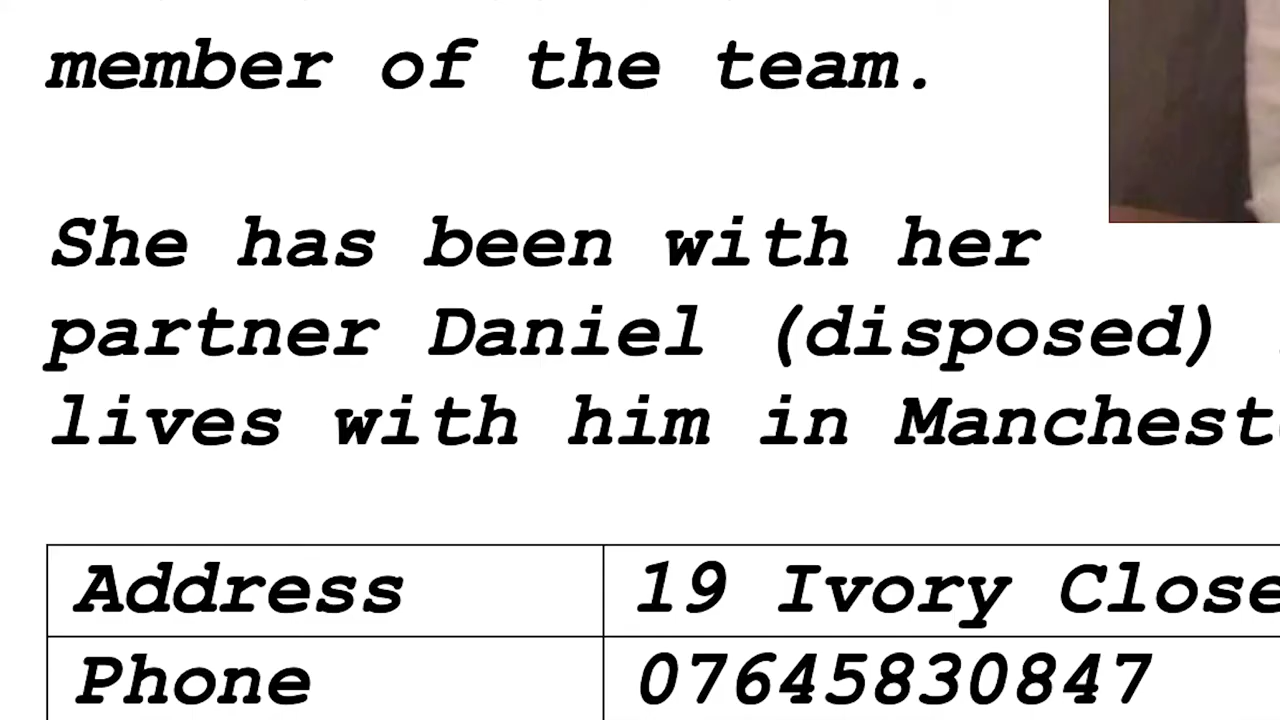 member of the team.
She has been with her
partner Daniel (disposed)
lives with him in
Address 19 Ivory Close
Phone 07645830847